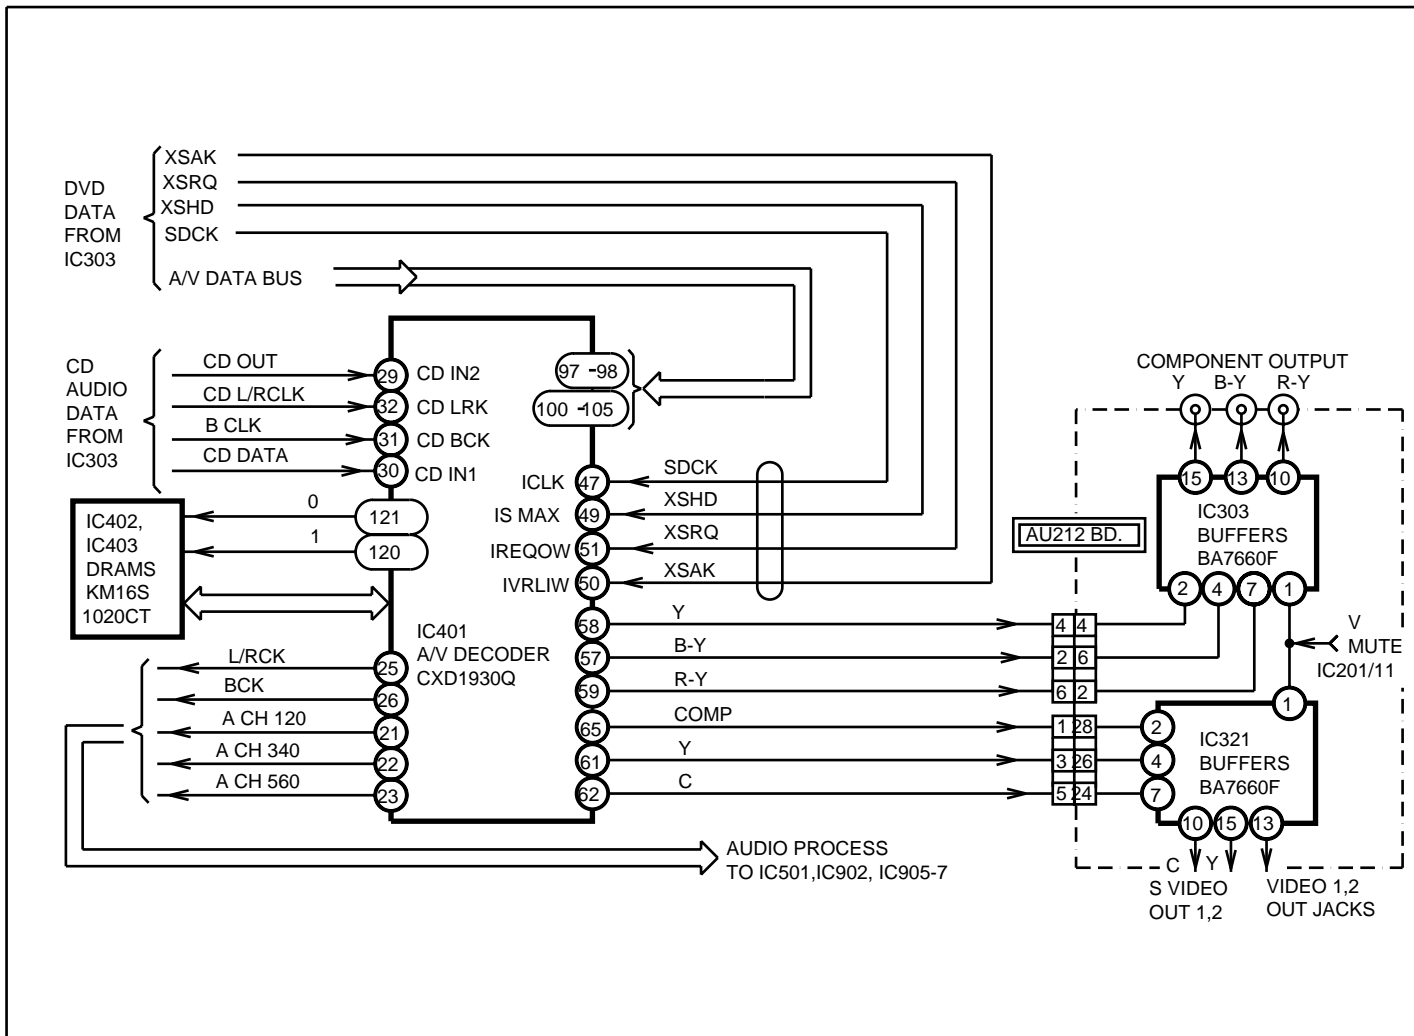 XSAK
XSRQ
XSHD
SDCK
A/V DATA BUS
DVD
DATA
FROM
IC303
CD
AUDIO
DATA
FROM
IC303
CD OUT
CD L/RCLK
B CLK
CD DATA
29 CD IN2
32 CD LRK
31 CD BCK
30 CD IN1
97 -98
100 -105
0
1
121
120
IC402,
IC403
DRAMS
KM16S
1020CT
ICLK 47 SDCK
IS MAX 49 XSHD
IREQOW 51 XSRQ
IVRLIW 50 XSAK
IC401
A/V DECODER
CXD1930Q
58 Y 4 4
57 B-Y 2 6
59 R-Y 6 2
65 COMP 1 28
61 Y 3 26
62 C 5 24
L/RCK 25
BCK 26
A CH 120 21
A CH 340 22
A CH 560 23
AUDIO PROCESS
TO IC501,IC902, IC905-7
COMPONENT OUTPUT
Y B-Y R-Y
15 13 10
IC303
BUFFERS
BA7660F
2 4 7 1
AU212 BD.
V
MUTE
IC201/11
1
2
4
7
IC321
BUFFERS
BA7660F
10 15 13
C Y
S VIDEO
OUT 1,2
VIDEO 1,2
OUT JACKS